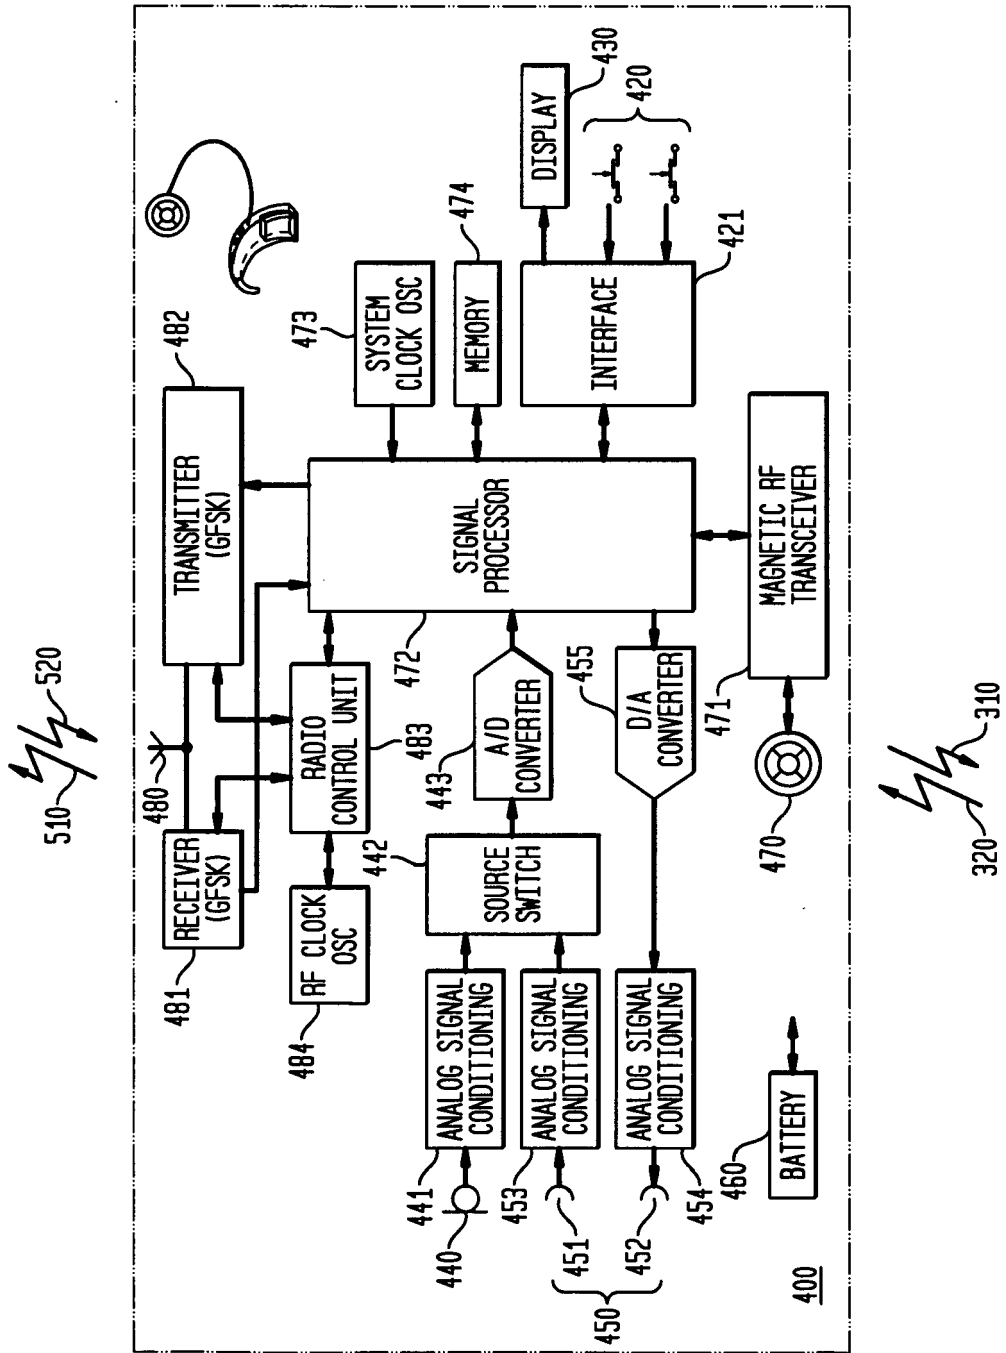 510
520
480
RECEIVER
(GFSK)
481
TRANSMITTER
(GFSK)
482
RF CLOCK
OSC
484
RADIO
CONTROL UNIT
483
SYSTEM
CLOCK OSC
473
MEMORY
474
DISPLAY
430
420
INTERFACE
421
SIGNAL
PROCESSOR
472
440
441
ANALOG SIGNAL
CONDITIONING
442
SOURCE
SWITCH
443
A/D
CONVERTER
450
451
453
ANALOG SIGNAL
CONDITIONING
452
454
ANALOG SIGNAL
CONDITIONING
455
D/A
CONVERTER
400
460
BATTERY
470
471
MAGNETIC RF
TRANSCEIVER
320
310